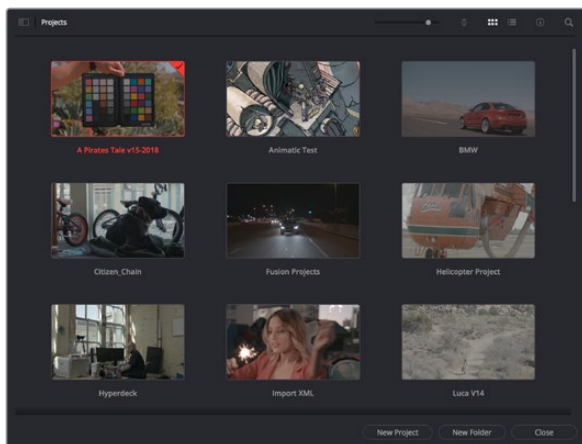 Projects
A Pirates Tale v15-2018
Animatic Test
BMW
Citizen_Chain
Fusion Projects
Helicopter Project
Hyperdeck
Import XML
Luca V14
New Project
New Folder
Close